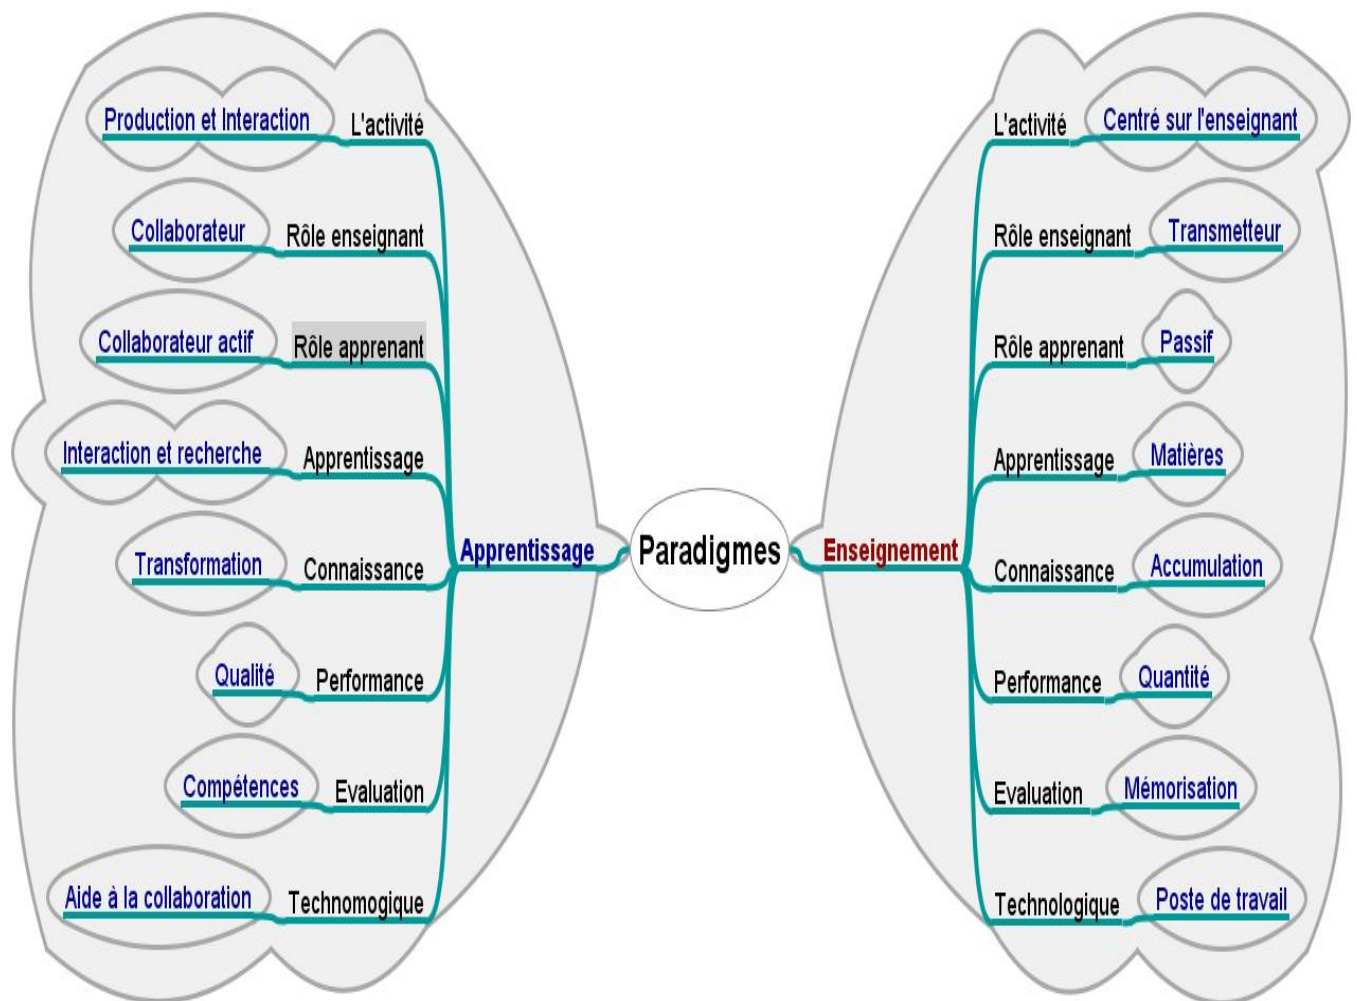 Paradigmes
Apprentissage
L'activité
Production et Interaction
Rôle enseignant
Collaborateur
Rôle apprenant
Collaborateur actif
Apprentissage
Interaction et recherche
Connaissance
Transformation
Performance
Qualité
Evaluation
Compétences
Technomogique
Aide à la collaboration
Enseignement
L'activité
Centré sur l'enseignant
Rôle enseignant
Transmetteur
Rôle apprenant
Passif
Apprentissage
Matières
Connaissance
Accumulation
Performance
Quantité
Evaluation
Mémorisation
Technologique
Poste de travail